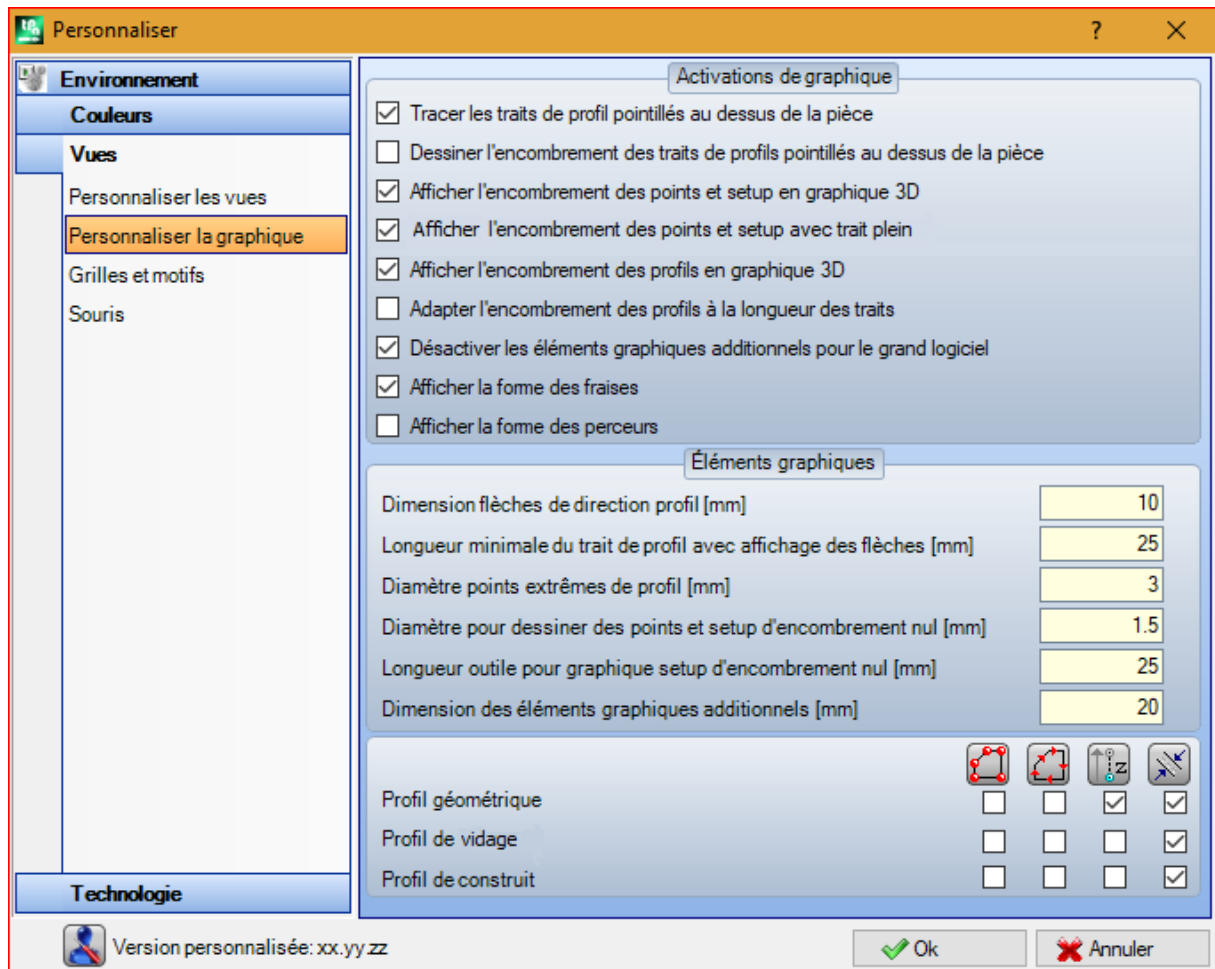 Personnaliser
?
Environnement
Couleurs
Vues
Personnaliser les vues
Personnaliser la graphique
Grilles et motifs
Souris
Technologie
Activations de graphique
Tracer les traits de profil pointillés au dessus de la pièce
Dessiner l'encombrement des traits de profils pointillés au dessus de la pièce
Afficher l'encombrement des points et setup en graphique 3D
Afficher l'encombrement des points et setup avec trait plein
Afficher l'encombrement des profils en graphique 3D
Adapter l'encombrement des profils à la longueur des traits
Désactiver les éléments graphiques additionnels pour le grand logiciel
Afficher la forme des fraises
Afficher la forme des perceurs
Éléments graphiques
Dimension flèches de direction profil [mm] 10
Longueur minimale du trait de profil avec affichage des flèches [mm] 25
Diamètre points extrêmes de profil [mm] 3
Diamètre pour dessiner des points et setup d'encombrement nul [mm] 1.5
Longueur outile pour graphique setup d'encombrement nul [mm] 25
Dimension des éléments graphiques additionnels [mm] 20
z
Profil géométrique
Profil de vidage
Profil de construit
Version personnalisée: xx.yy.zz
Ok
Annuler